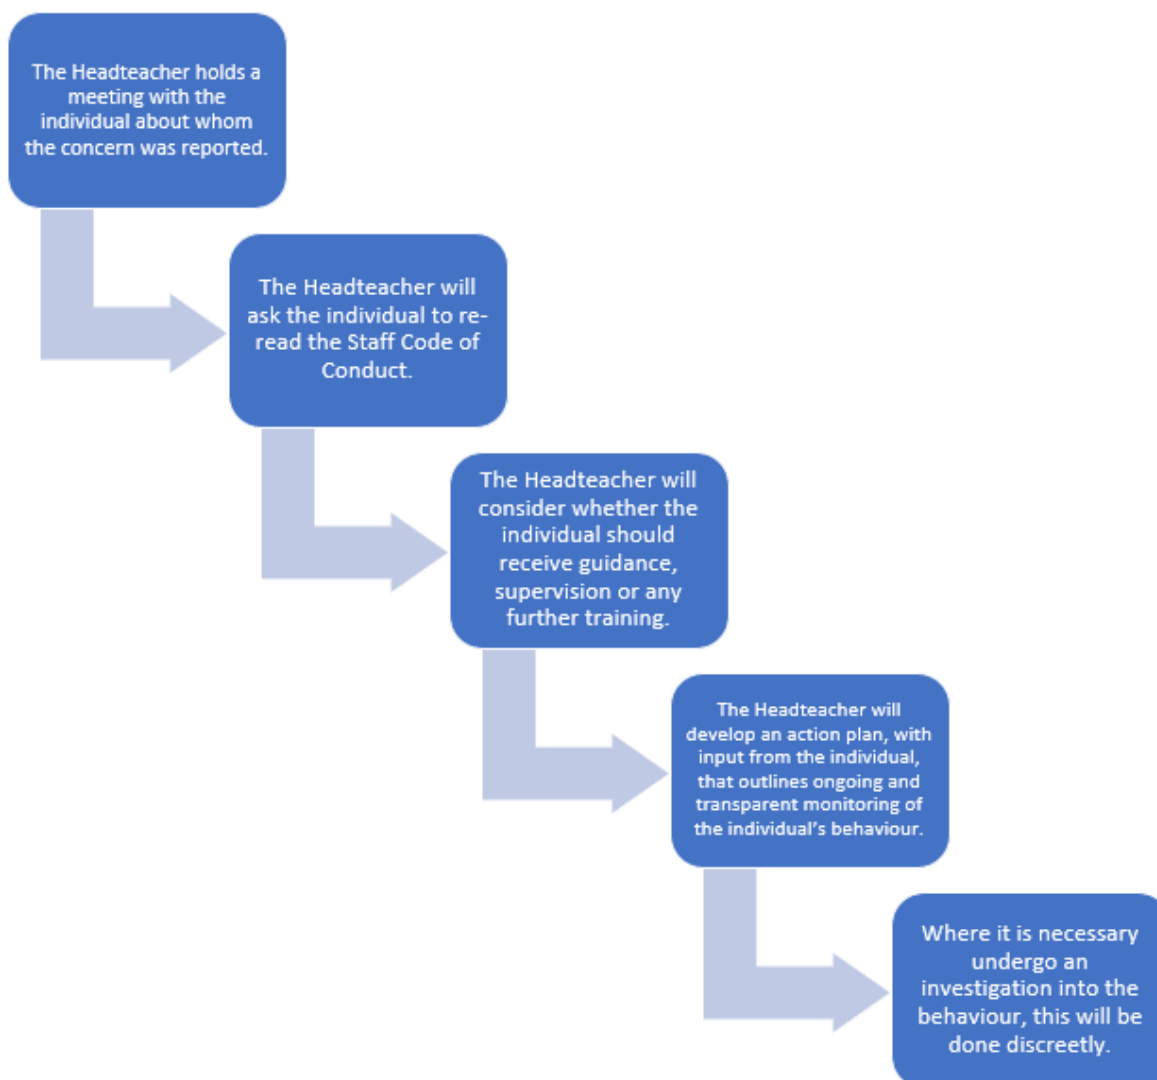 The Headteacher holds a
meeting with the
individual about whom
the concern was reported.
The Headteacher will
ask the individual to re-
read the Staff Code of
Conduct.
The Headteacher will
consider whether the
individual should
receive guidance,
supervision or any
further training.
The Headteacher will
develop an action plan, with
input from the individual,
that outlines ongoing and
transparent monitoring of
the individual's behaviour.
Where it is necessary
undergo an
investigation into the
behaviour, this will be
done discreetly.